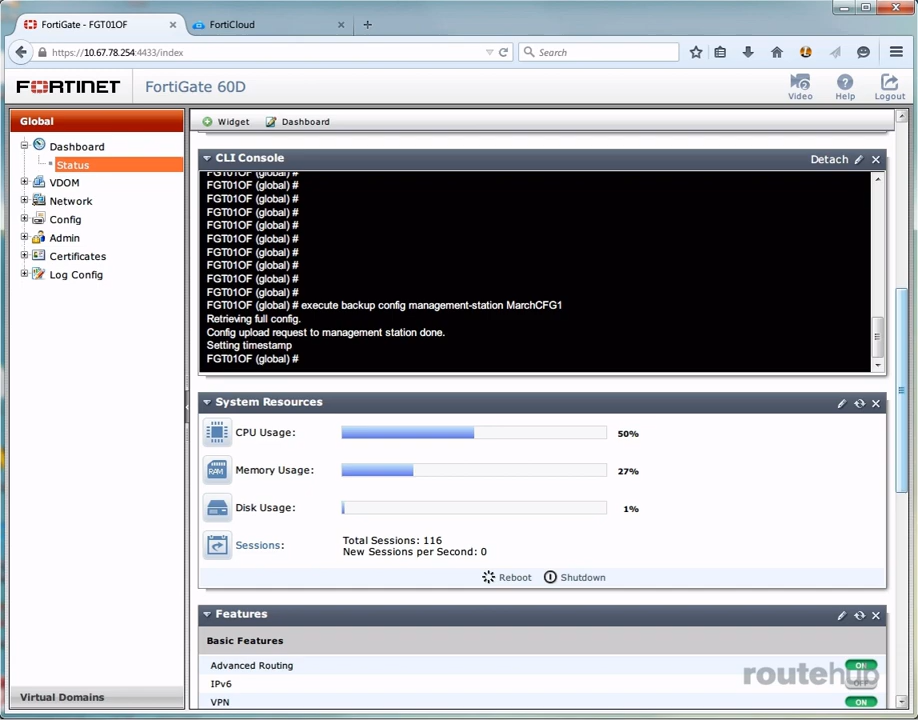 FortiGate - FGT01OF
FortiCloud
https://10.67.78.254:4433/index
Search
FORTINET
FortiGate 60D
Video
Help
Logout
Global
Widget
Dashboard
Dashboard
Status
VDOM
Network
Config
Admin
Certificates
Log Config
Virtual Domains
CLI Console
Detach
FGT01OF (global) #
FGT01OF (global) #
FGT01OF (global) #
FGT01OF (global) #
FGT01OF (global) #
FGT01OF (global) #
FGT01OF (global) #
FGT01OF (global) #
FGT01OF (global) #
FGT01OF (global) #
FGT01OF (global) # execute backup config management-station MarchCFG1
Retrieving full config.
Config upload request to management station done.
Setting timestamp
FGT01OF (global) #
System Resources
CPU Usage: 50%
RAM
Memory Usage: 27%
Disk Usage: 1%
Sessions: Total Sessions: 116
New Sessions per Second: 0
Reboot
Shutdown
Features
Basic Features
Advanced Routing ON
IPv6 OFF
VPN ON
routehub